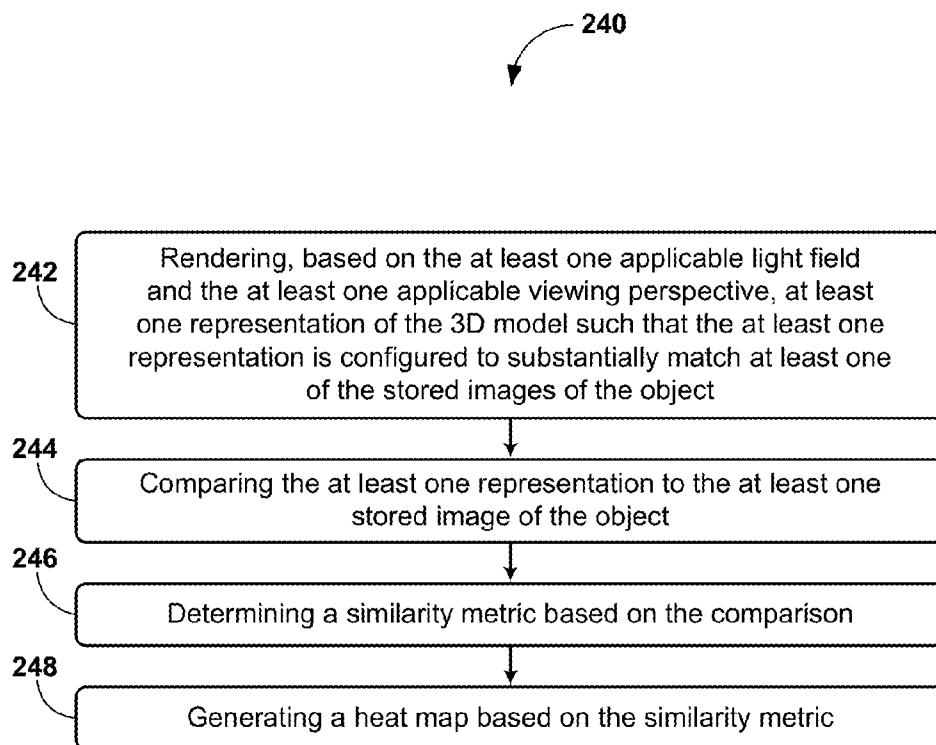 240
242
Rendering, based on the at least one applicable light field
and the at least one applicable viewing perspective, at least
one representation of the 3D model such that the at least one
representation is configured to substantially match at least one
of the stored images of the object
244
Comparing the at least one representation to the at least one
stored image of the object
246
Determining a similarity metric based on the comparison
248
Generating a heat map based on the similarity metric